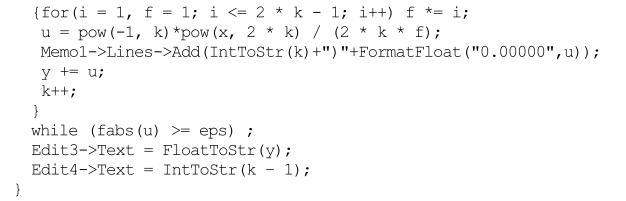 {for(i = 1, f = 1; i <= 2 * k - 1; i++) f *= i;
u = pow(-1, k)*pow(x, 2 * k) / (2 * k * f);
Memo1->Lines->Add(IntToStr(k)+") "+FormatFloat("0.00000",u));
y += u;
k++;
}
while (fabs(u) >= eps) ;
Edit3->Text = FloatToStr(y);
Edit4->Text = IntToStr(k − 1);
}